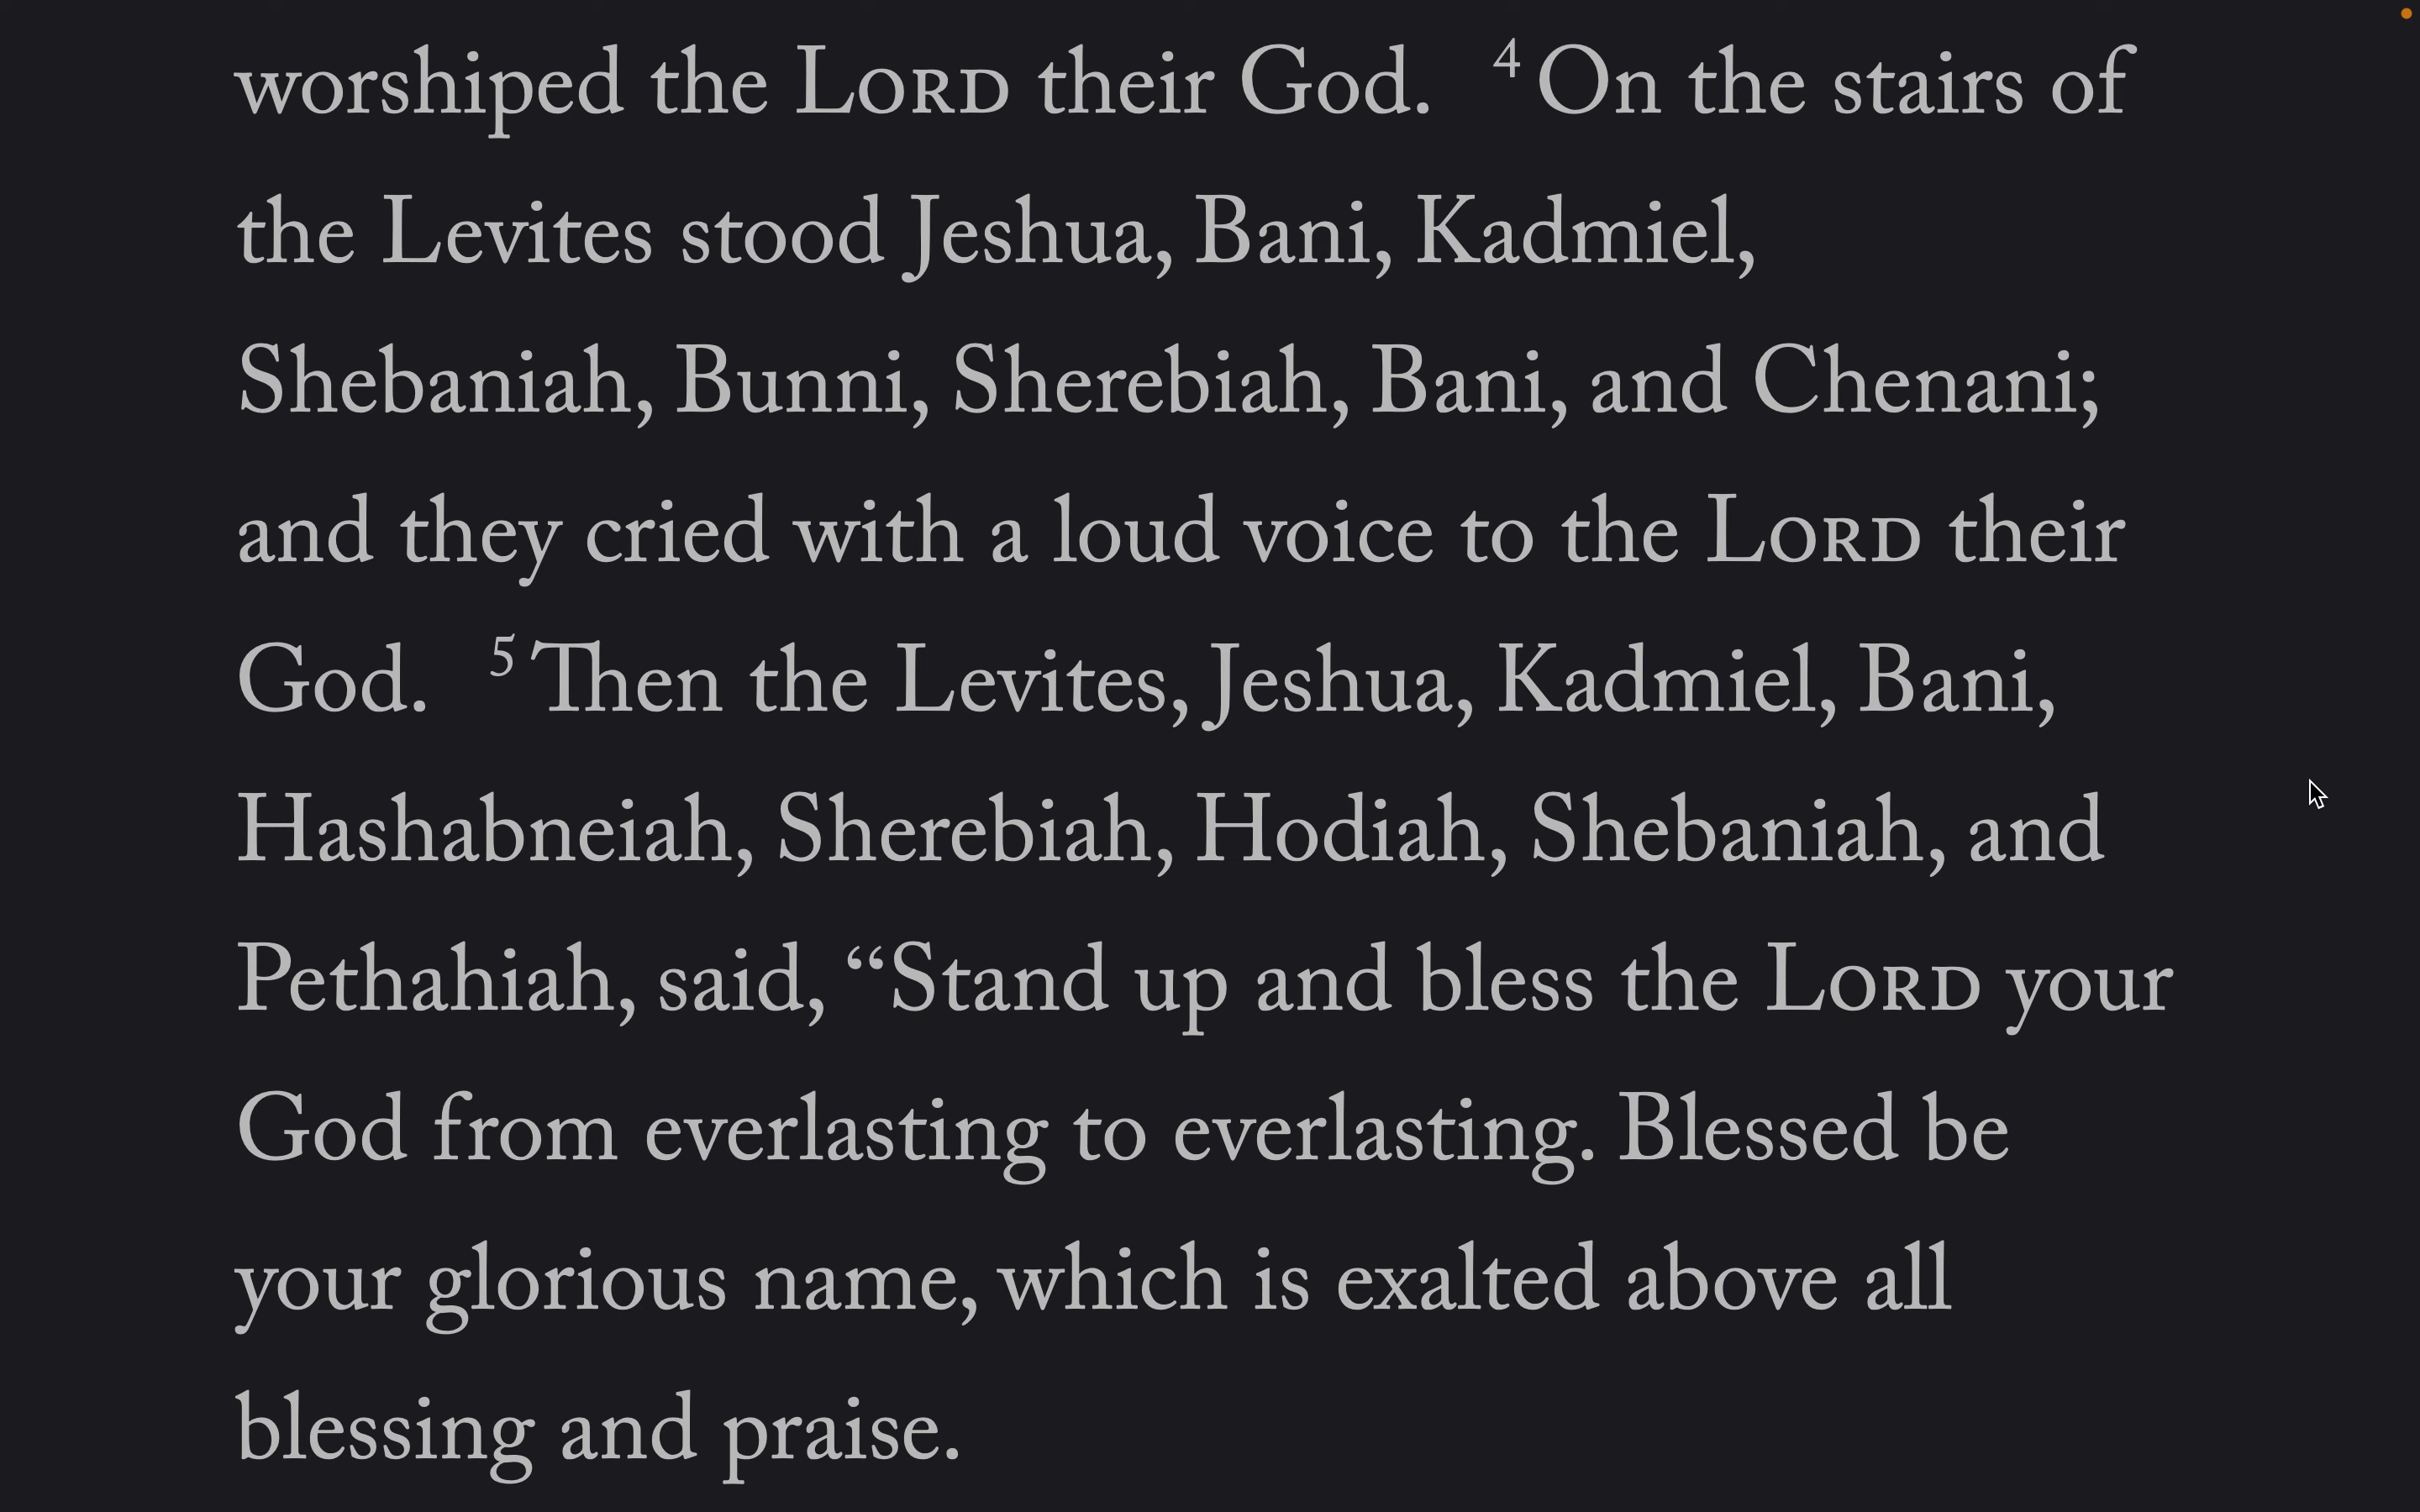 worshiped the LORD their God. 4 On the stairs of
the Levites stood Jeshua, Bani, Kadmiel,
Shebaniah, Bunni, Sherebiah, Bani, and Chenani;
and they cried with a loud voice to the LORD their
God. 5 Then the Levites, Jeshua, Kadmiel, Bani,
Hashabneiah, Sherebiah, Hodiah, Shebaniah, and
Pethahiah, said, “Stand up and bless the LORD your
God from everlasting to everlasting. Blessed be
your glorious name, which is exalted above all
blessing and praise.